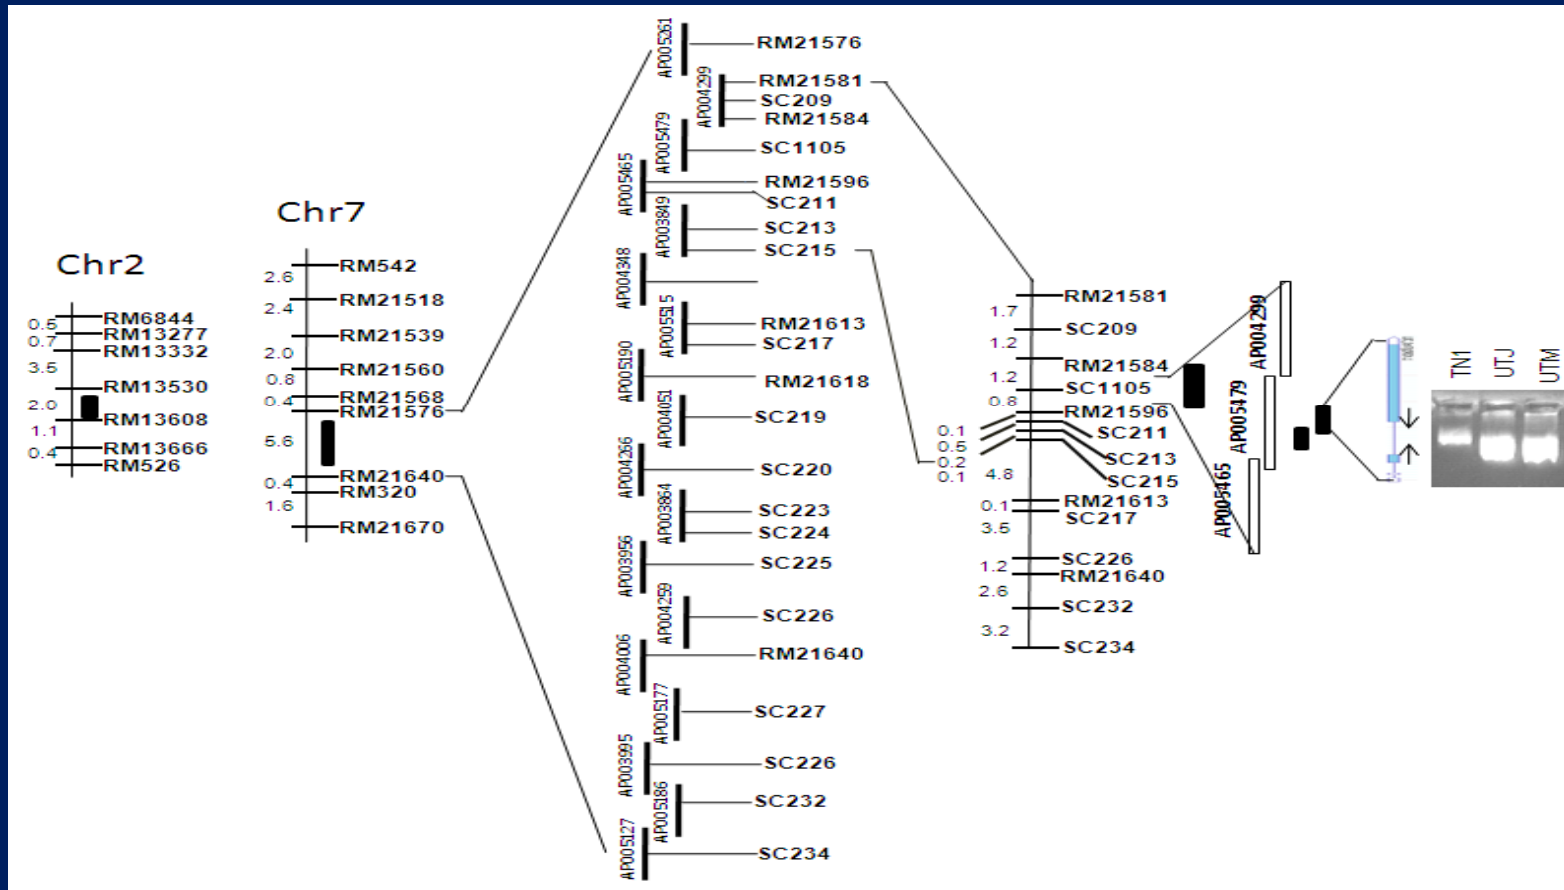 Chr2
0.5
0.7
3.5
2.0
1.1
0.4
RM6844
RM13277
RM13332
RM13530
RM13608
RM13666
RM526
Chr7
2.6
2.4
2.0
0.8
0.4
5.6
0.4
1.6
RM542
RM21518
RM21539
RM21560
RM21568
RM21576
RM21640
RM320
RM21670
AP005261
AP004299
AP005479
AP005465
AP003849
AP004348
AP005515
AP005190
AP004051
AP004266
AP003864
AP003956
AP004259
AP004006
AP005177
AP003995
AP005186
AP005127
RM21576
RM21581
SC209
RM21584
SC1105
RM21596
SC211
SC213
SC215
RM21613
SC217
RM21618
SC219
SC220
SC223
SC224
SC225
SC226
RM21640
SC227
SC226
SC232
SC234
1.7
1.2
1.2
0.8
0.1
0.5
0.2
0.1
4.8
0.1
3.5
1.2
2.6
3.2
RM21581
SC209
RM21584
SC1105
RM21596
SC211
SC213
SC215
RM21613
SC217
SC226
RM21640
SC232
SC234
AP004299
AP005479
AP005465
TN1
UTJ
UTM